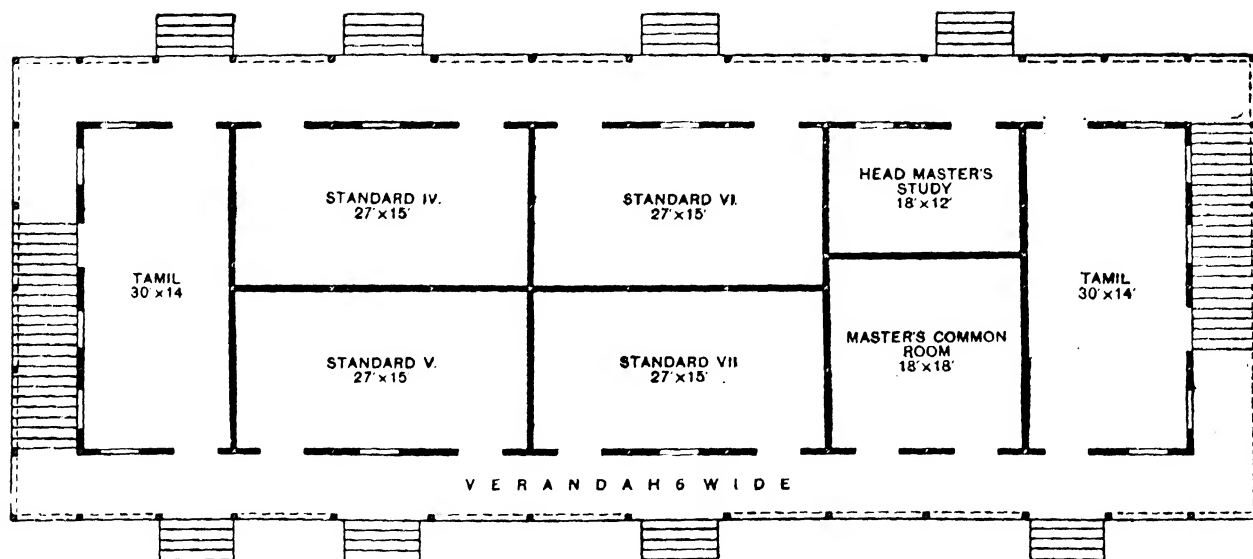 TAMIL
30'×14
STANDARD IV.
27'×15'
STANDARD VI.
27'×15'
HEAD MASTER'S
STUDY
18'×12'
TAMIL
30'×14'
STANDARD V.
27'×15
STANDARD VII
27'×15'
MASTER'S COMMON
ROOM
18'×18'
VERANDAH 6 WIDE